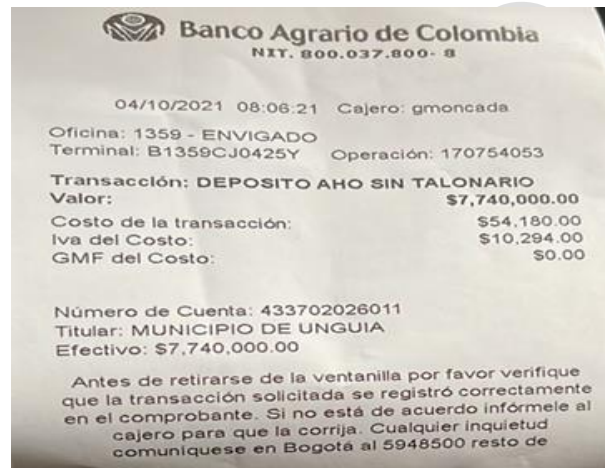 Banco Agrario de Colombia
NIT. 800.037.800- 8
04/10/2021 08:06:21 Cajero: gmoncada
Oficina: 1359 - ENVIGADO
Terminal: B1359CJ0425Y Operación: 170754053
Transacción: DEPOSITO AHO SIN TALONARIO
Valor: $7,740,000.00
Costo de la transacción: $54,180.00
Iva del Costo: $10,294.00
GMF del Costo: $0.00
Número de Cuenta: 433702026011
Titular: MUNICIPIO DE UNGUIA
Efectivo: $7,740,000.00
Antes de retirarse de la ventanilla por favor verifique
que la transacción solicitada se registró correctamente
en el comprobante. Si no está de acuerdo infórmele al
cajero para que la corrija. Cualquier inquietud
comuniquese en Bogotá al 5948500 resto de